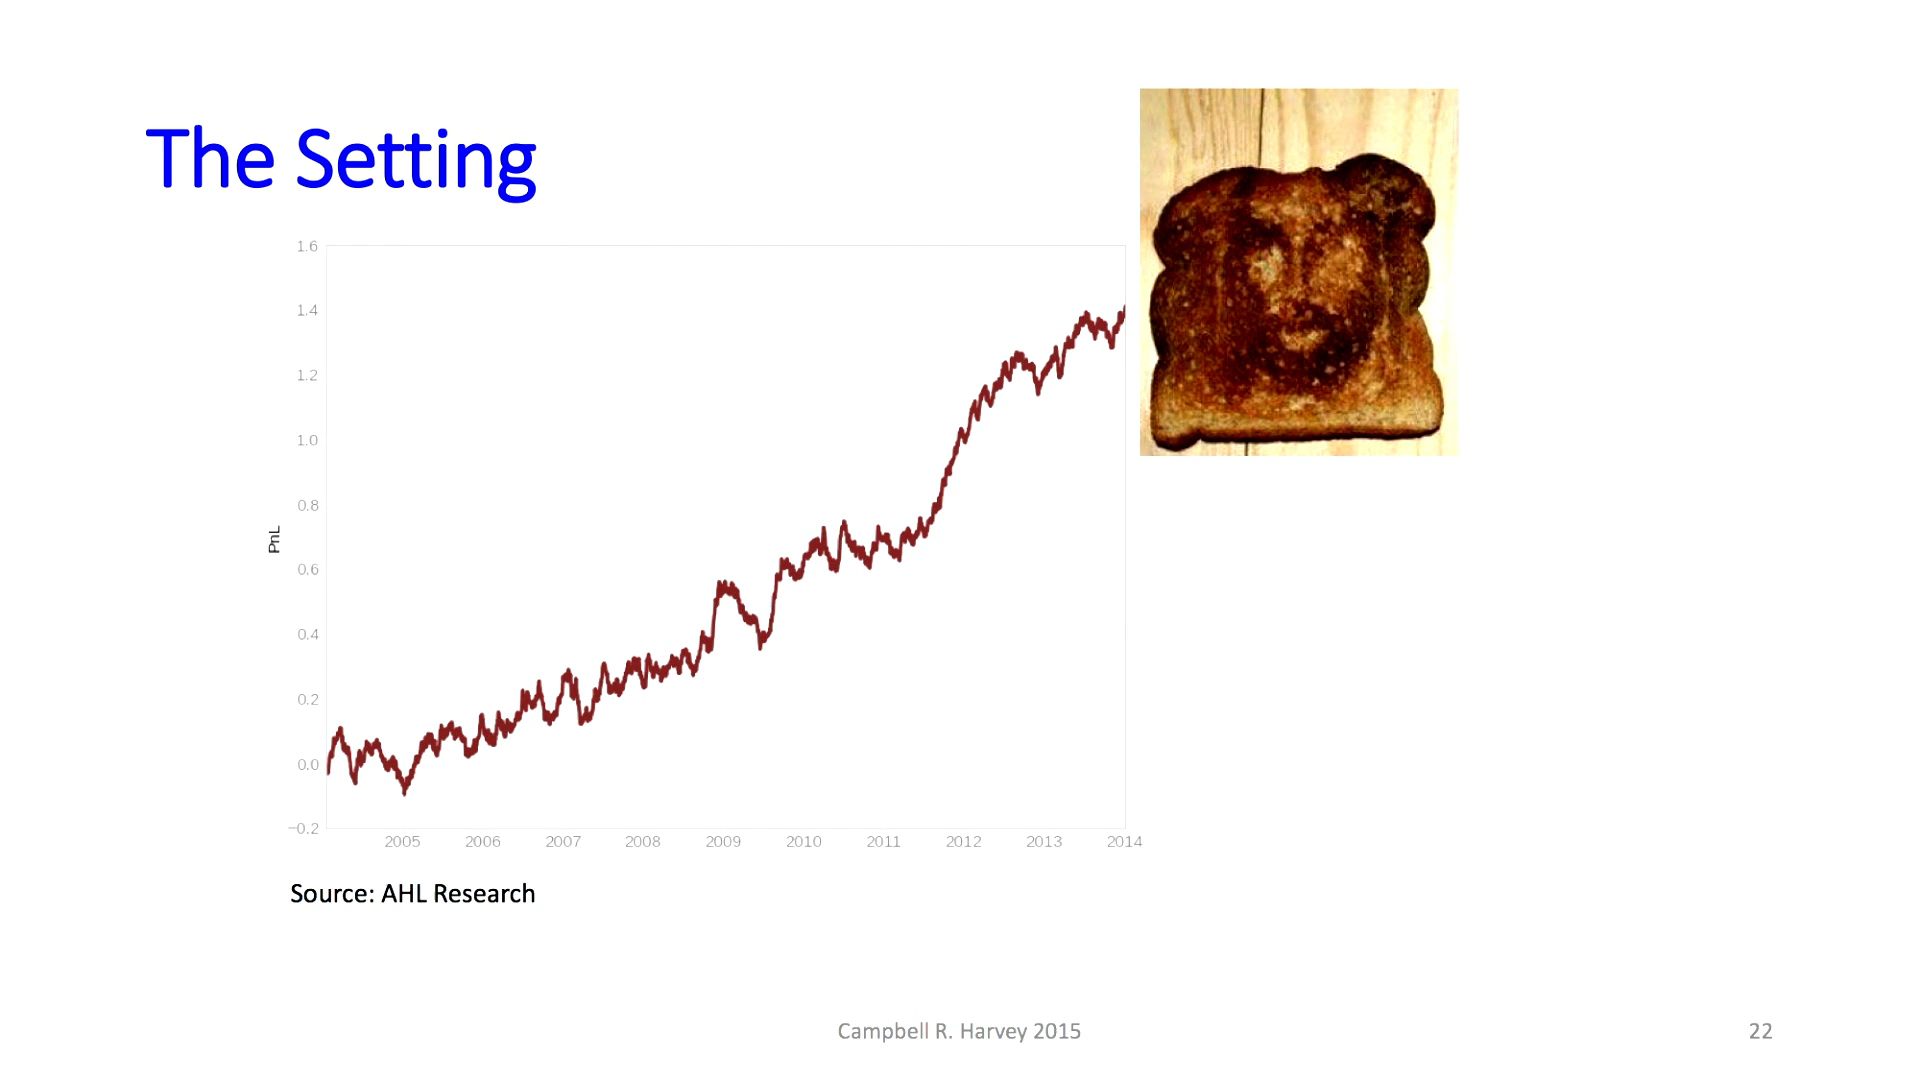 The Setting
1.6
1.4
1.2
1.0
0.8
0.6
0.4
0.2
0.0
−0.2
PnL
2005 2006 2007 2008 2009 2010 2011 2012 2013 2014
Source: AHL Research
Campbell R. Harvey 2015
22